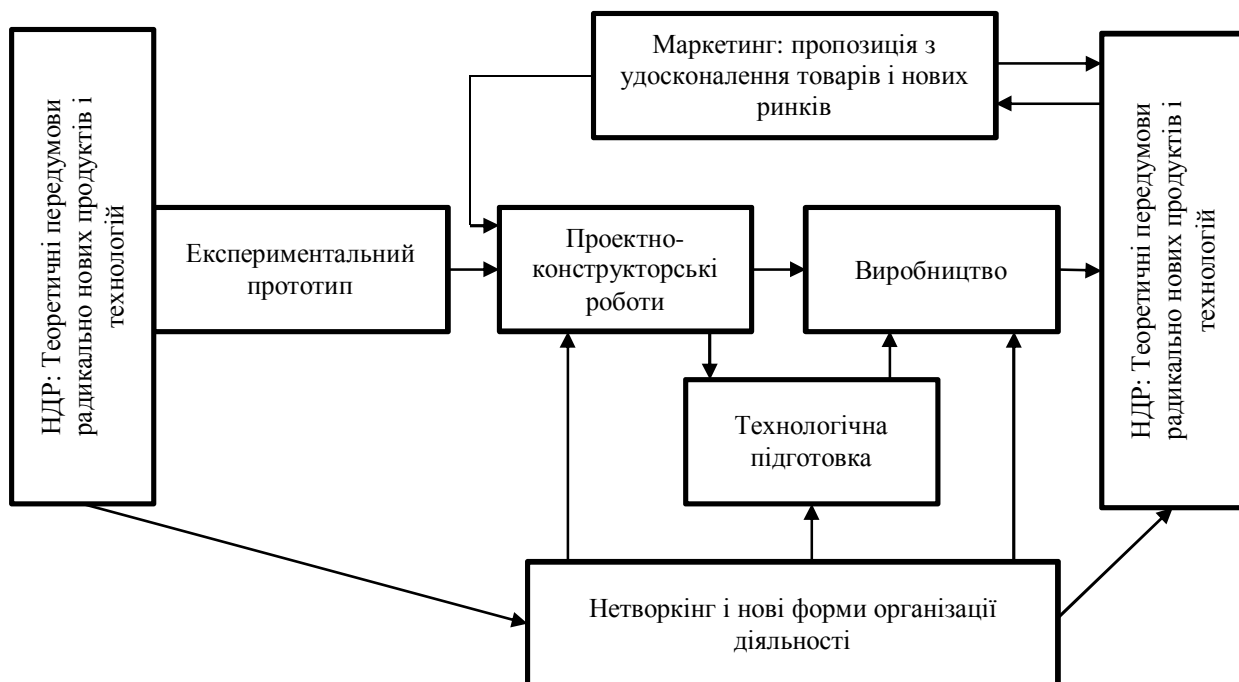 НДР: Теоретичні передумови
радикально нових продуктів і
технологій
Маркетинг: пропозиція з
удосконалення товарів і нових
ринків
Експериментальний
прототип
Проектно-
конструкторські
роботи
Виробництво
Технологічна
підготовка
Нетворкінг і нові форми організації
діяльності
НДР: Теоретичні передумови
радикально нових продуктів і
технологій